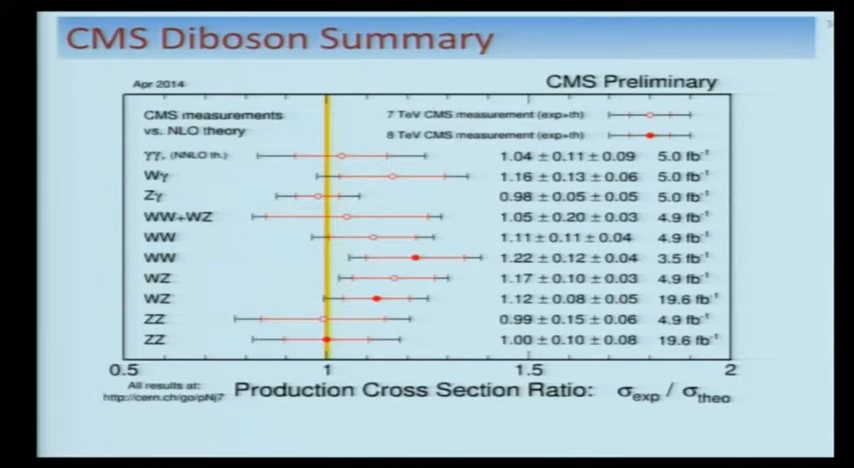 CMS Diboson Summary
Apr 2014 CMS Preliminary
CMS measurements 7 TeV CMS measurement (exp+th)
vs. NLO theory 8 TeV CMS measurement (exp+th)
γγ, (NNLO th.) 1.04 ± 0.11 ± 0.09 5.0 fb⁻¹
Wγ 1.16 ± 0.13 ± 0.06 5.0 fb⁻¹
Zγ 0.98 ± 0.05 ± 0.05 5.0 fb⁻¹
WW+WZ 1.05 ± 0.20 ± 0.03 4.9 fb⁻¹
WW 1.11 ± 0.11 ± 0.04 4.9 fb⁻¹
WW 1.22 ± 0.12 ± 0.04 3.5 fb⁻¹
WZ 1.17 ± 0.10 ± 0.03 4.9 fb⁻¹
WZ 1.12 ± 0.08 ± 0.05 19.6 fb⁻¹
ZZ 0.99 ± 0.15 ± 0.06 4.9 fb⁻¹
ZZ 1.00 ± 0.10 ± 0.08 19.6 fb⁻¹
0.5 1 1.5 2
All results at:
http://cern.ch/go/pNj7
Production Cross Section Ratio: σexp / σtheo